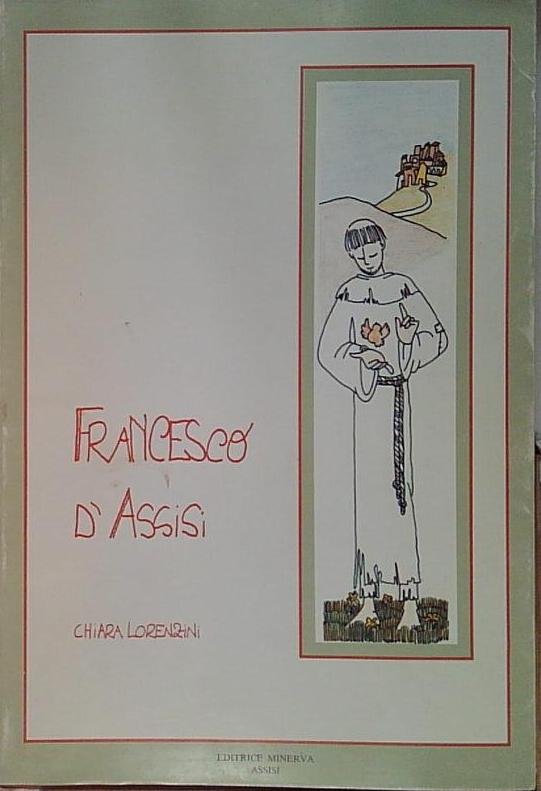 FRANCESCO
D'ASSISI
CHIARA LORENZINI
EDITRICE MINERVA
ASSISI